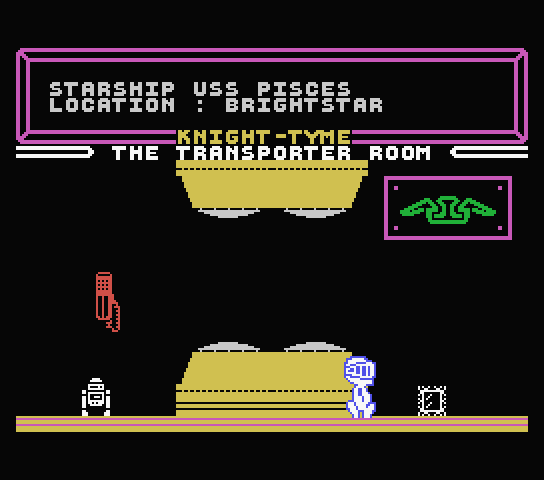 STARSHIP USS PISCES
LOCATION : BRIGHTSTAR
KNIGHT-TYME
THE TRANSPORTER ROOM